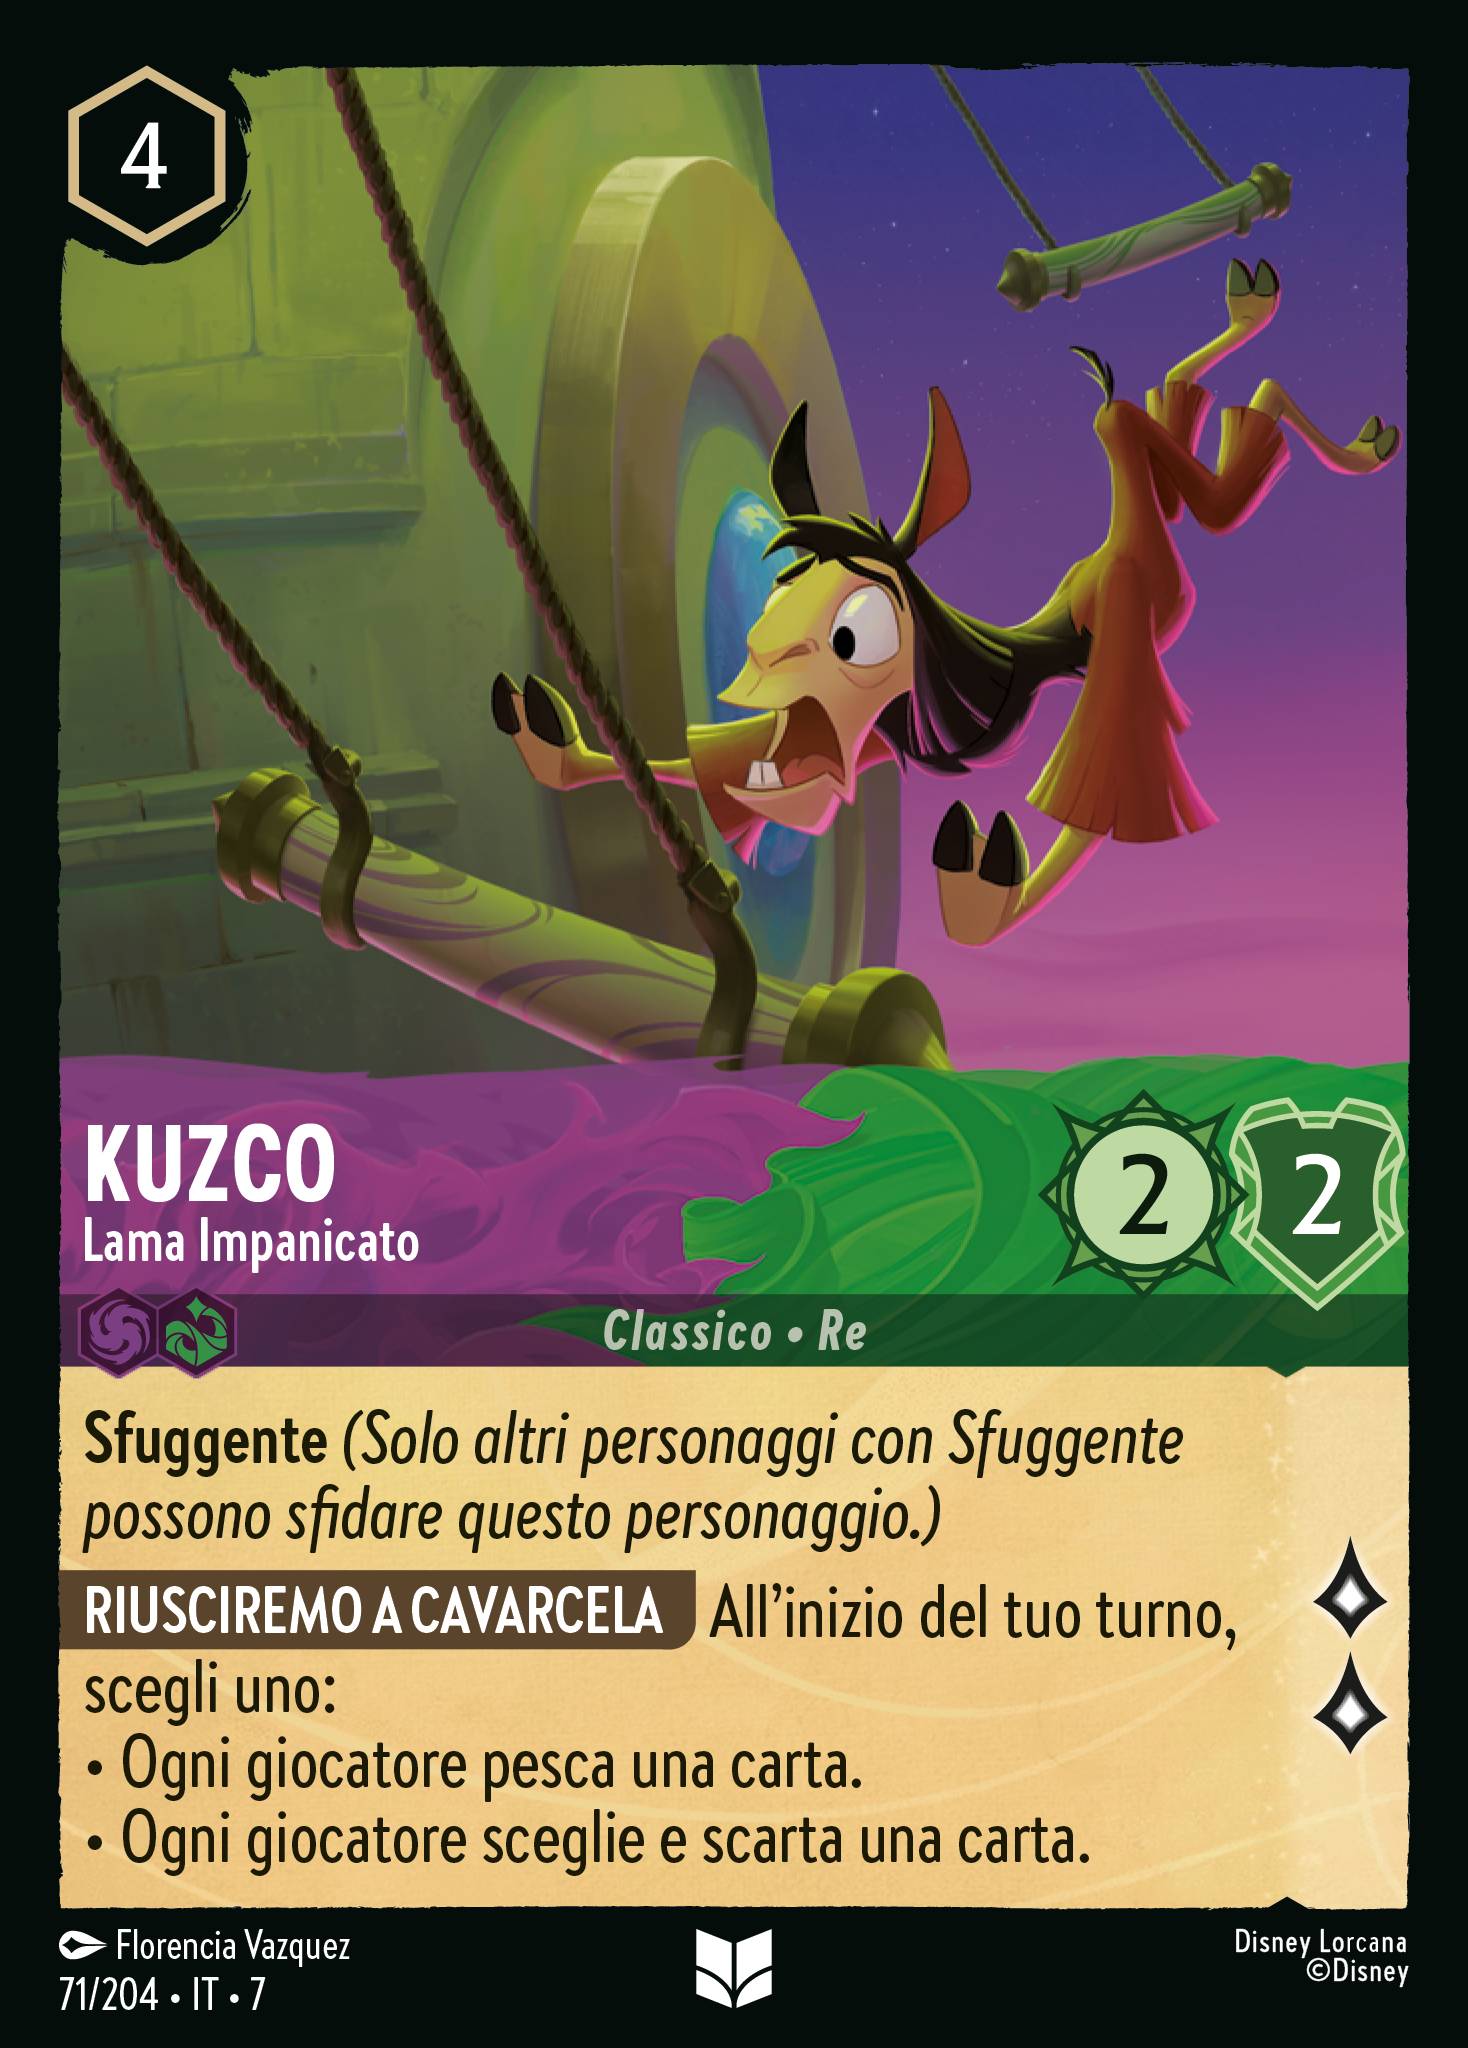 4
KUZCO
Lama Impanicato
2 2
Classico • Re
Sfuggente (Solo altri personaggi con Sfuggente
possono sfidare questo personaggio.)
RIUSCIREMO A CAVARCELA All’inizio del tuo turno,
scegli uno:
• Ogni giocatore pesca una carta.
• Ogni giocatore sceglie e scarta una carta.
Florencia Vazquez
71/204 • IT • 7
Disney Lorcana
©Disney